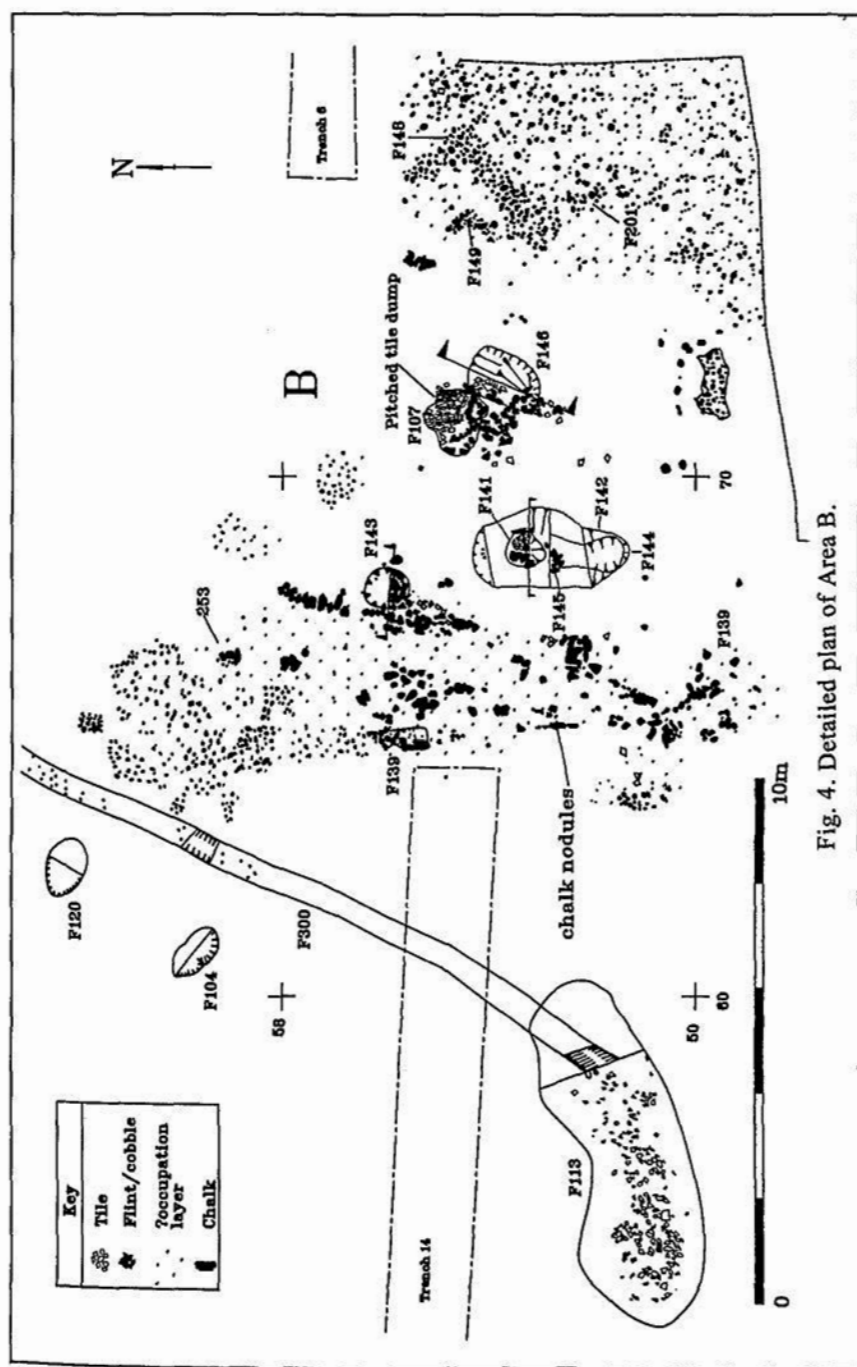 Key
Tile
Flint/cobble
?occupation
layer
Chalk
F120
F104
58
F300
Trench 14
F113
50
60
0
10m
253
F143
F139
chalk nodules
F139
F141
F142
F144
F145
70
B
F107
Pitched tile dump
F146
N
Trench 5
F148
F149
F201
Fig. 4. Detailed plan of Area B.